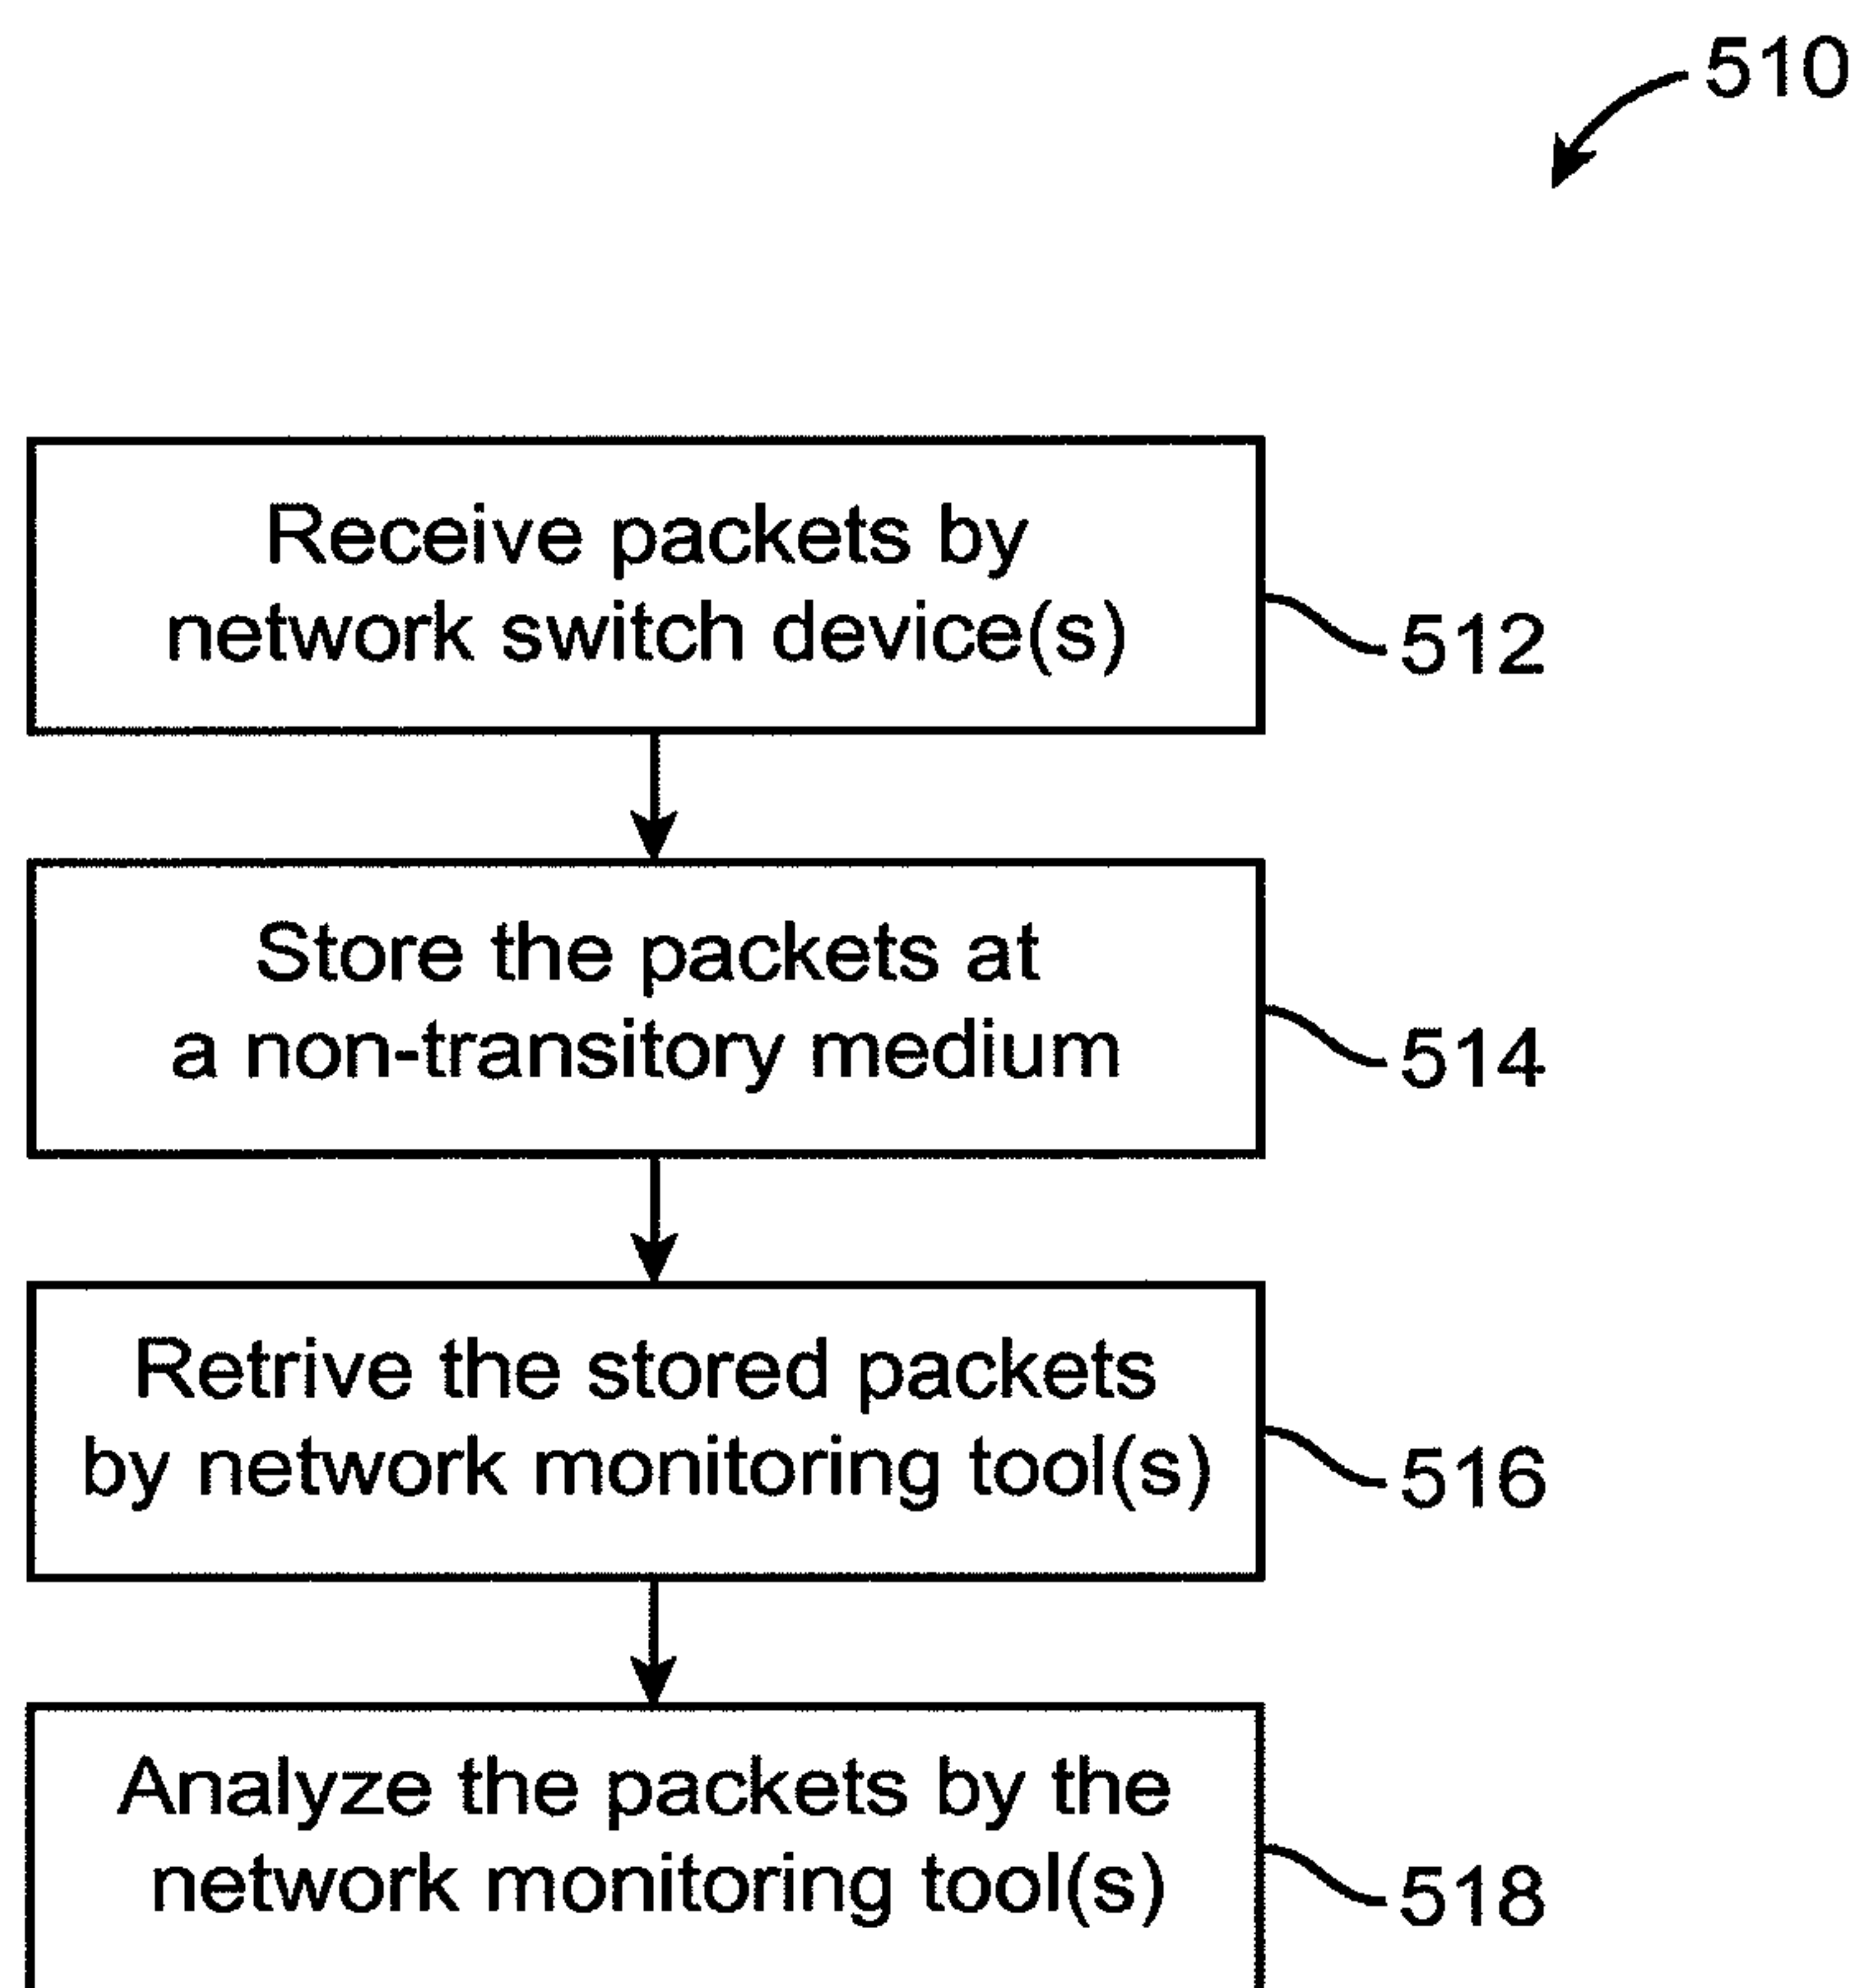 510
Receive packets by
network switch device(s)
512
Store the packets at
a non-transitory medium
514
Retrive the stored packets
by network monitoring tool(s)
516
Analyze the packets by the
network monitoring tool(s)
518